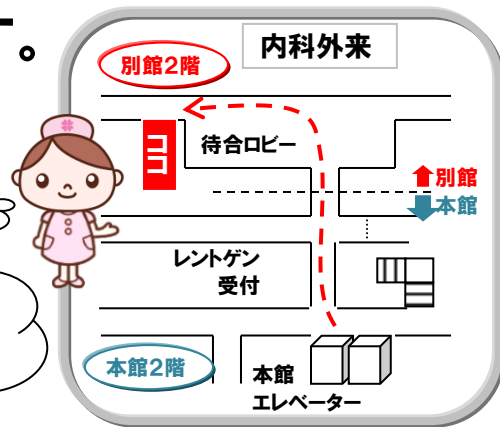 。
内科外来
別館2階
待合ロビー
ココ
別館
本館
レントゲン
受付
本館2階
本館
エレベーター